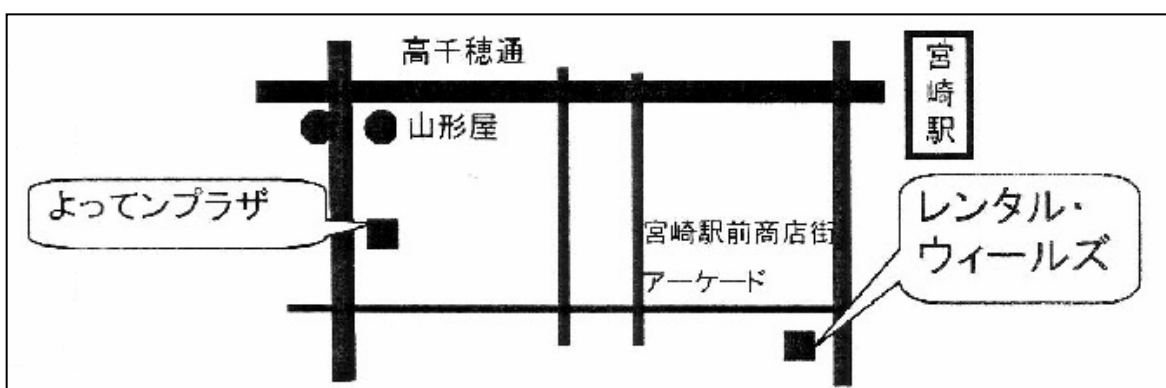 高千穂通
山形屋
宮崎駅
よってンプラザ
レンタル・
ウィールズ
宮崎駅前商店街
アーケード